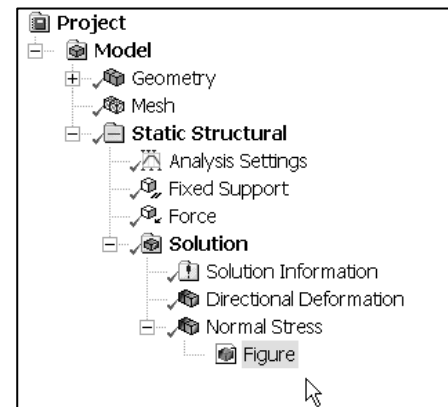 Project
Model
Geometry
Mesh
Static Structural
Analysis Settings
Fixed Support
Force
Solution
Solution Information
Directional Deformation
Normal Stress
Figure